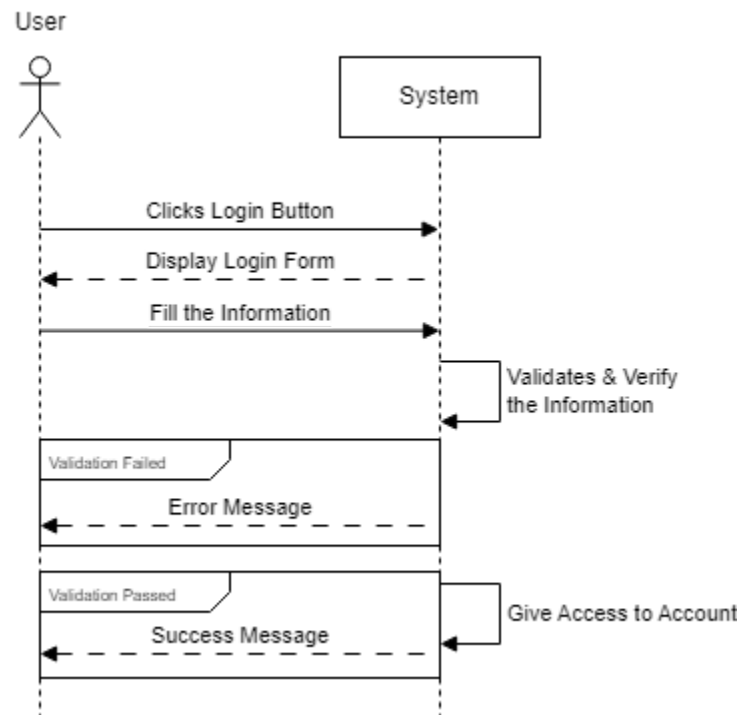 User
System
Clicks Login Button
Display Login Form
Fill the Information
Validates & Verify
the Information
Validation Failed
Error Message
Validation Passed
Give Access to Account
Success Message